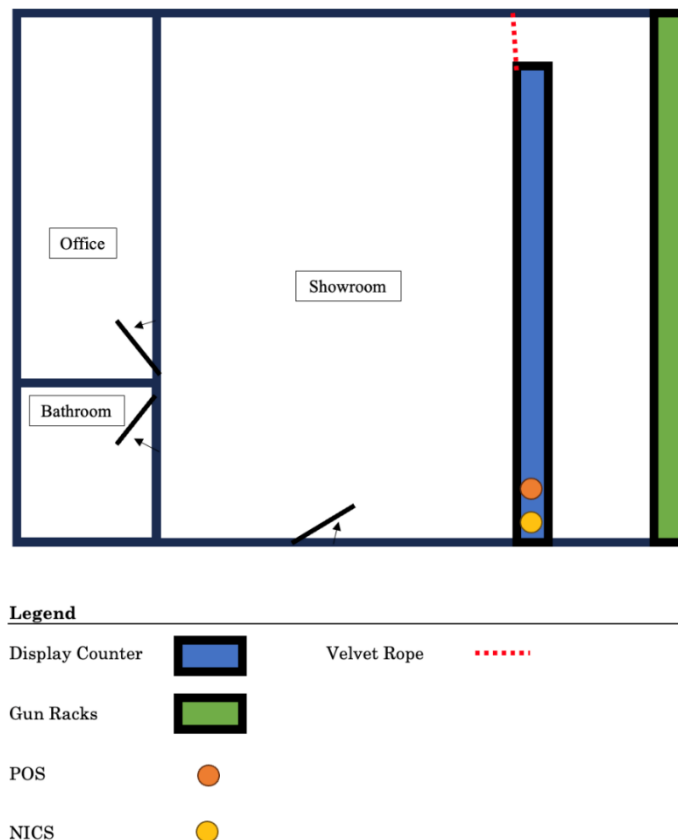 Office
Showroom
Bathroom
Legend
Display Counter
Velvet Rope
Gun Racks
POS
NICS